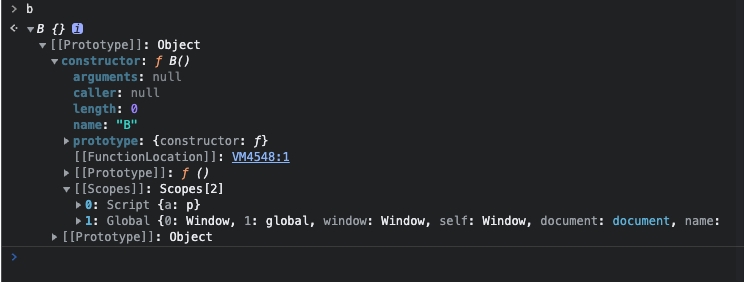 > b
< B {} i
[[Prototype]]: Object
constructor: ƒ B()
arguments: null
caller: null
length: 0
name: "B"
prototype: {constructor: ƒ}
[[FunctionLocation]]: VM4548:1
[[Prototype]]: ƒ ()
[[Scopes]]: Scopes[2]
0: Script {a: p}
1: Global {0: Window, 1: global, window: Window, self: Window, document: document, name:
[[Prototype]]: Object
>